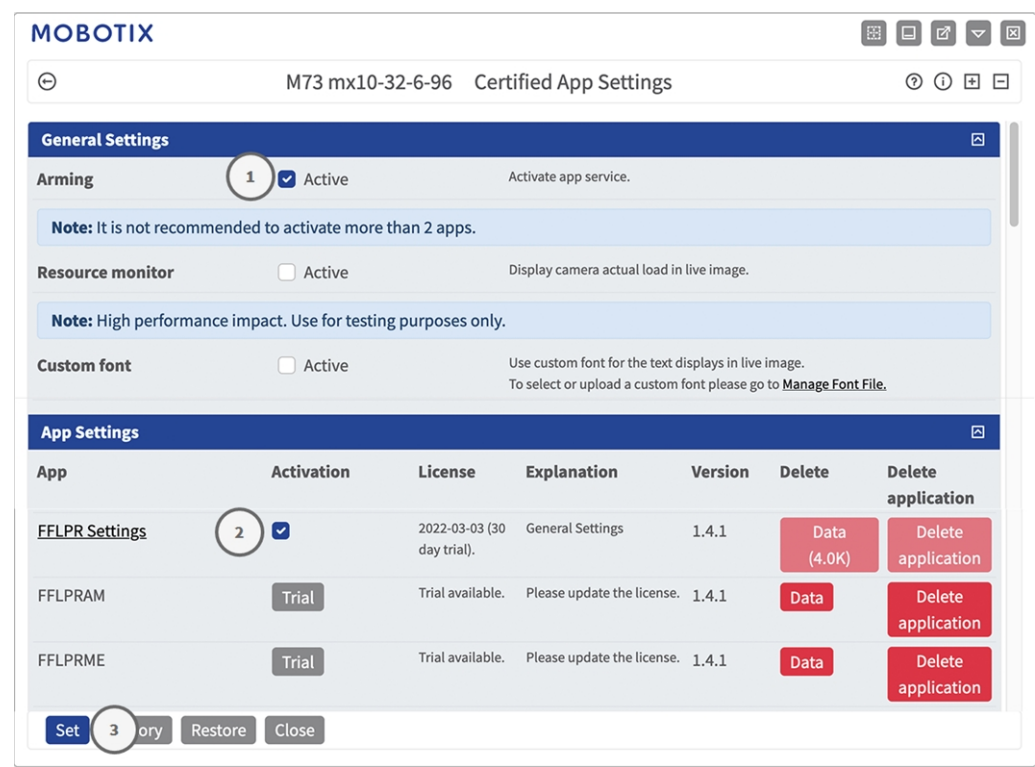 MOBOTIX
M73 mx10-32-6-96 Certified App Settings
General Settings
Arming 1 Active Activate app service.
Note: It is not recommended to activate more than 2 apps.
Resource monitor Active Display camera actual load in live image.
Note: High performance impact. Use for testing purposes only.
Custom font Active Use custom font for the text displays in live image.
To select or upload a custom font please go to Manage Font File.
App Settings
App Activation License Explanation Version Delete Delete
application
FFLPR Settings 2 2022-03-03 (30 General Settings 1.4.1 Data Delete
day trial). (4.0K) application
FFLPRAM Trial Trial available. Please update the license. 1.4.1 Data Delete
application
FFLPRME Trial Trial available. Please update the license. 1.4.1 Data Delete
application
Set 3 ory Restore Close